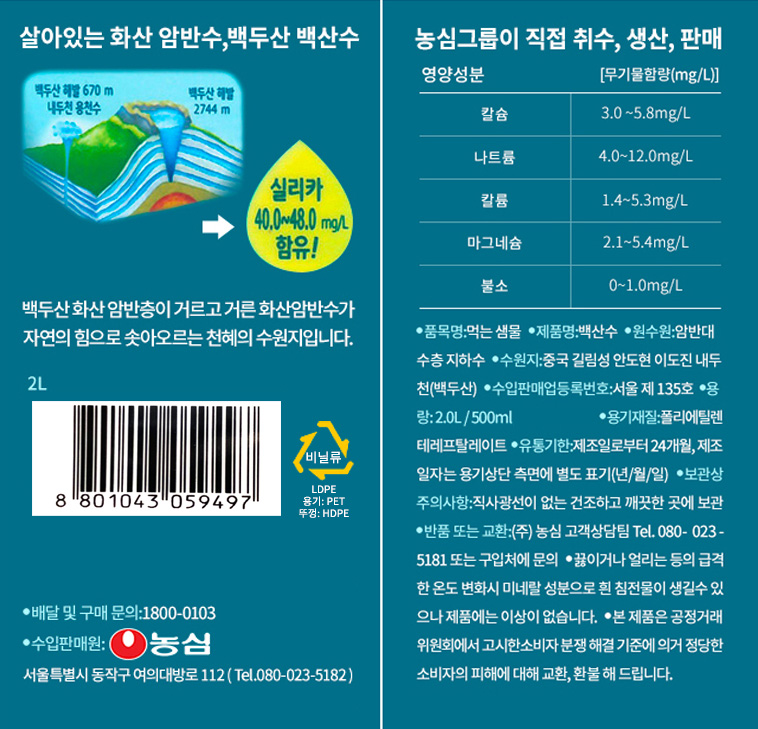 살아있는 화산 암반수,백두산 백산수
백두산 해발 670 m
내두천 용천수
백두산 해발
2744 m
실리카
40.0~48.0 mg/L
함유!
백두산 화산 암반층이 거르고 거른 화산암반수가
자연의 힘으로 솟아오르는 천혜의 수원지입니다.
2L
8 801043 059497
비닐류
LDPE
용기: PET
뚜껑: HDPE
•배달 및 구매 문의:1800-0103
•수입판매원: 농심
서울특별시 동작구 여의대방로 112 ( Tel.080-023-5182 )
농심그룹이 직접 취수, 생산, 판매
영양성분 [무기물함량(mg/L)]
칼슘 3.0 ~5.8mg/L
나트륨 4.0~12.0mg/L
칼륨 1.4~5.3mg/L
마그네슘 2.1~5.4mg/L
불소 0~1.0mg/L
•품목명:먹는 샘물 •제품명:백산수 •원수원:암반대
수층 지하수 •수원지:중국 길림성 안도현 이도진 내두
천(백두산) •수입판매업등록번호:서울 제 135호 •용
량: 2.0L / 500ml •용기재질:폴리에틸렌
테레프탈레이트 •유통기한:제조일로부터 24개월, 제조
일자는 용기상단 측면에 별도 표기(년/월/일) •보관상
주의사항:직사광선이 없는 건조하고 깨끗한 곳에 보관
•반품 또는 교환:(주) 농심 고객상담팀 Tel. 080- 023 -
5181 또는 구입처에 문의 •끓이거나 얼리는 등의 급격
한 온도 변화시 미네랄 성분으로 흰 침전물이 생길수 있
으나 제품에는 이상이 없습니다. •본 제품은 공정거래
위원회에서 고시한소비자 분쟁 해결 기준에 의거 정당한
소비자의 피해에 대해 교환, 환불 해 드립니다.